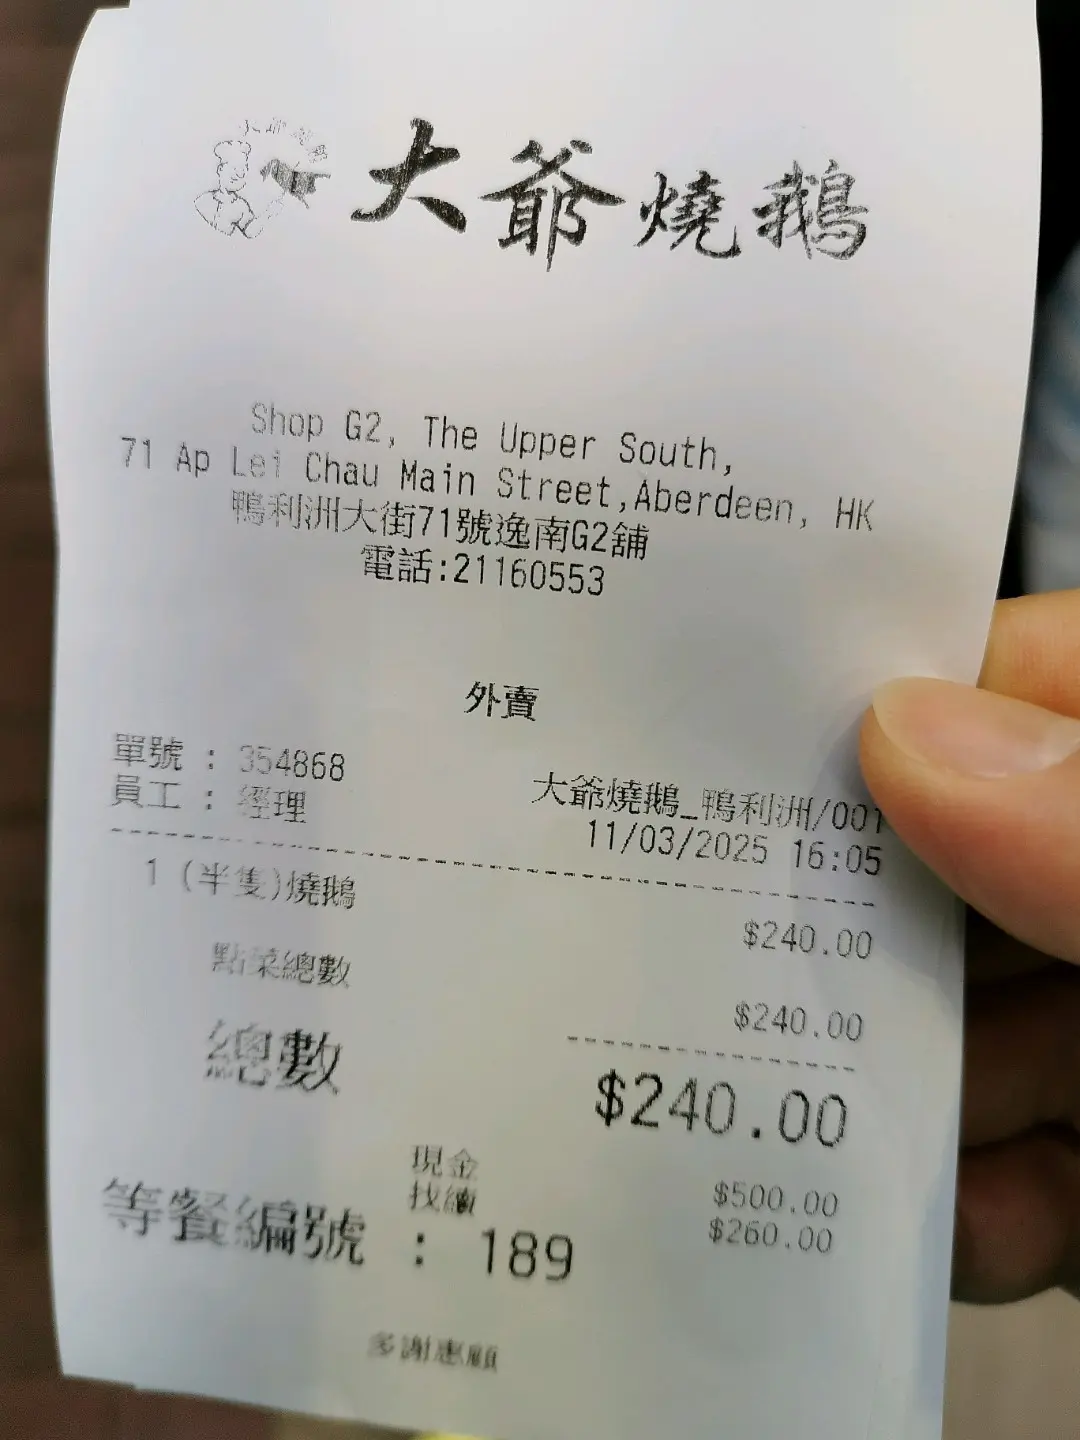 大爺燒鵝
Shop G2, The Upper South,
71 Ap Lei Chau Main Street,Aberdeen, HK
鴨利洲大街71號逸南G2舖
電話:21160553
外賣
單號 : 354868
員工 : 經理
大爺燒鵝_鴨利洲/001
11/03/2025 16:05
1 (半隻)燒鵝 $240.00
點菜總數 $240.00
總數 $240.00
現金 $500.00
找續 $260.00
等餐編號 : 189
多謝惠顧